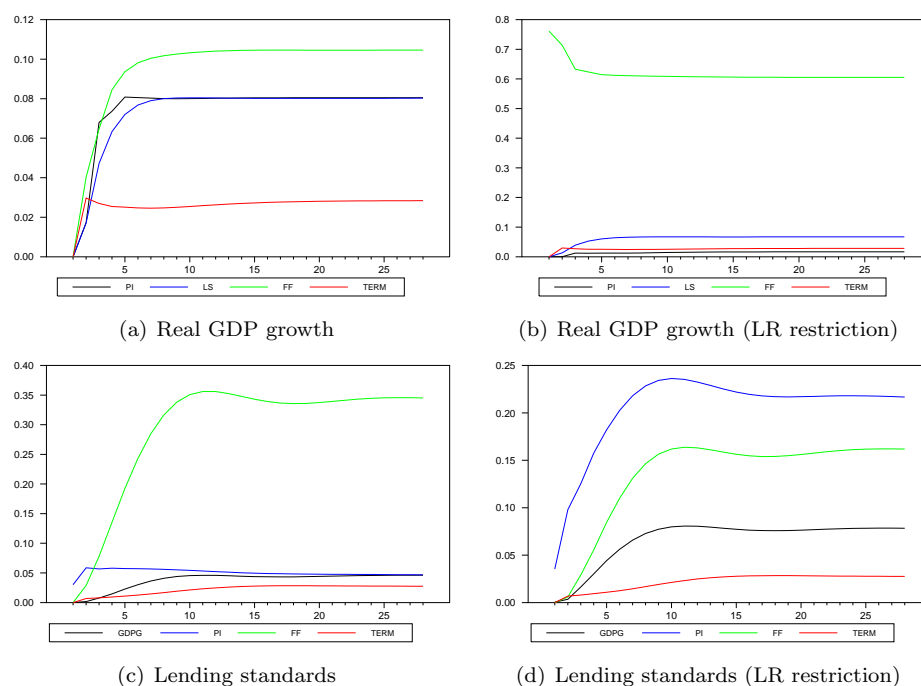 0.12
0.10
0.08
0.06
0.04
0.02
0.00
5 10 15 20 25
PI LS FF TERM
(a) Real GDP growth
0.8
0.7
0.6
0.5
0.4
0.3
0.2
0.1
0.0
5 10 15 20 25
PI LS FF TERM
(b) Real GDP growth (LR restriction)
0.40
0.35
0.30
0.25
0.20
0.15
0.10
0.05
0.00
5 10 15 20 25
GDPG PI FF TERM
(c) Lending standards
0.25
0.20
0.15
0.10
0.05
0.00
5 10 15 20 25
GDPG PI FF TERM
(d) Lending standards (LR restriction)